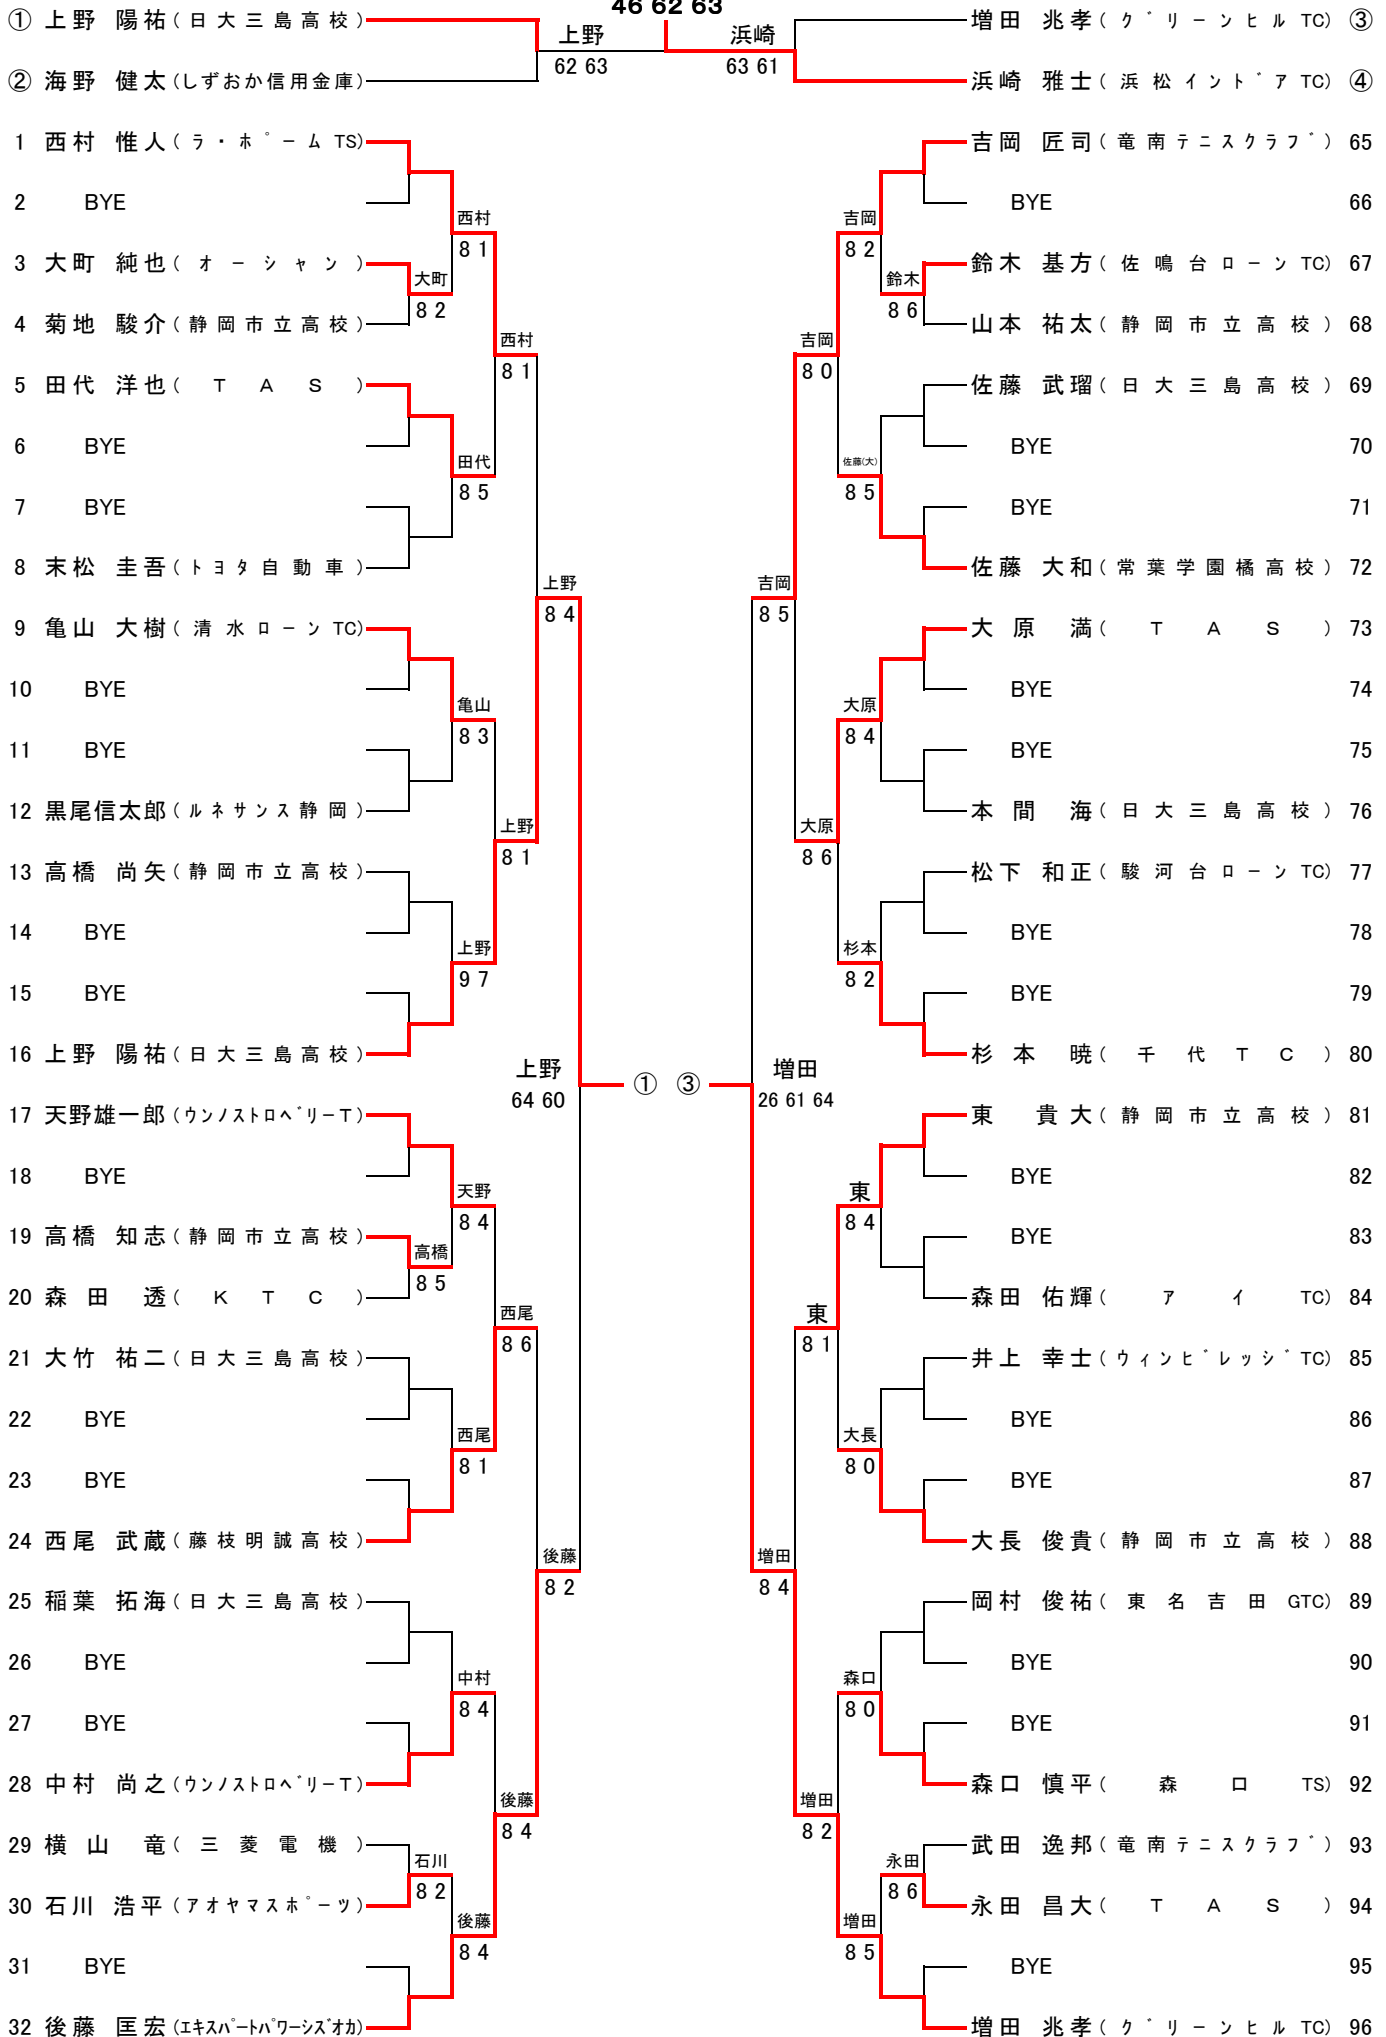 46 62 63
① 上野 陽祐(日大三島高校)
上野
62 63
② 海野 健太(しずおか信用金庫)
浜崎
63 61
増田 兆孝(グリーンヒルTC) ③
浜崎 雅士(浜松インドアTC) ④
1 西村 惟人(ラ・ポームTS)
2 BYE
西村
81
3 大町 純也(オーシャン)
大町
82
4 菊地 駿介(静岡市立高校)
西村
81
5 田代 洋也(TAS)
6 BYE
田代
85
7 BYE
8 末松 圭吾(トヨタ自動車)
上野
84
9 亀山 大樹(清水ローンTC)
10 BYE
亀山
83
11 BYE
12 黒尾信太郎(ルネサンス静岡)
上野
81
13 高橋 尚矢(静岡市立高校)
14 BYE
上野
97
15 BYE
16 上野 陽祐(日大三島高校)
上野
64 60
①
17 天野雄一郎(ウンノストロベリーT)
18 BYE
天野
84
19 高橋 知志(静岡市立高校)
高橋
85
20 森田 透(KTC)
西尾
86
21 大竹 祐二(日大三島高校)
22 BYE
西尾
81
23 BYE
24 西尾 武蔵(藤枝明誠高校)
後藤
82
25 稲葉 拓海(日大三島高校)
26 BYE
中村
84
27 BYE
28 中村 尚之(ウンノストロベリーT)
後藤
84
29 横山 竜(三菱電機)
石川
82
30 石川 浩平(アオヤマスポーツ)
後藤
84
31 BYE
32 後藤 匡宏(エキスパートパワーシズオカ)
吉岡 匠司(竜南テニスクラブ) 65
BYE 66
吉岡
82
鈴木 基方(佐鳴台ローンTC) 67
鈴木
86
山本 祐太(静岡市立高校) 68
吉岡
80
佐藤 武瑠(日大三島高校) 69
BYE 70
佐藤(大)
85
BYE 71
佐藤 大和(常葉学園橘高校) 72
吉岡
85
大原 満(TAS) 73
BYE 74
大原
84
BYE 75
本間 海(日大三島高校) 76
大原
86
松下 和正(駿河台ローンTC) 77
BYE 78
杉本
82
BYE 79
杉本 暁(千代TC) 80
③
増田
26 61 64
東 貴大(静岡市立高校) 81
BYE 82
東
84
BYE 83
森田 佑輝(アイTC) 84
東
81
井上 幸士(ウィンビレッジTC) 85
BYE 86
大長
80
BYE 87
大長 俊貴(静岡市立高校) 88
増田
84
岡村 俊祐(東名吉田GTC) 89
BYE 90
森口
80
BYE 91
森口 慎平(森口TS) 92
増田
82
武田 逸邦(竜南テニスクラブ) 93
永田
86
永田 昌大(TAS) 94
増田
85
BYE 95
増田 兆孝(グリーンヒルTC) 96